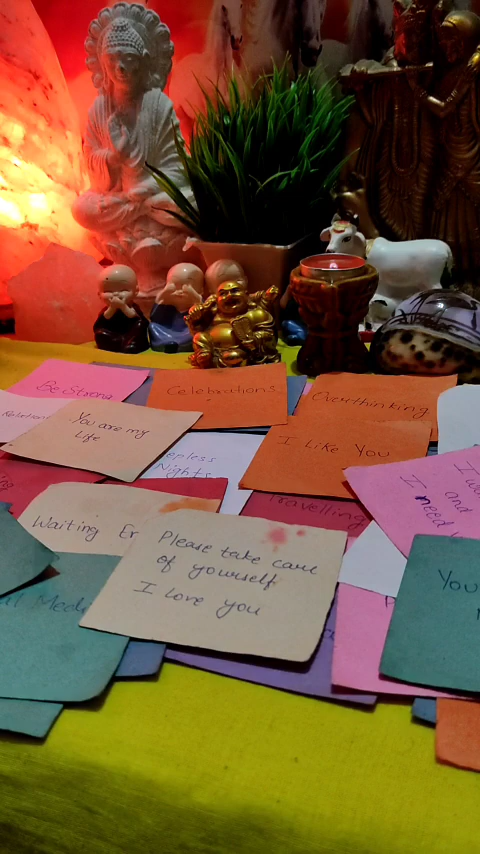 Be Strong
Celebrations
Overthinking
You are my
Life
I Like You
Nights
I
I and
need
Travelling
Waiting
Please take care
of yourself
I love you
You